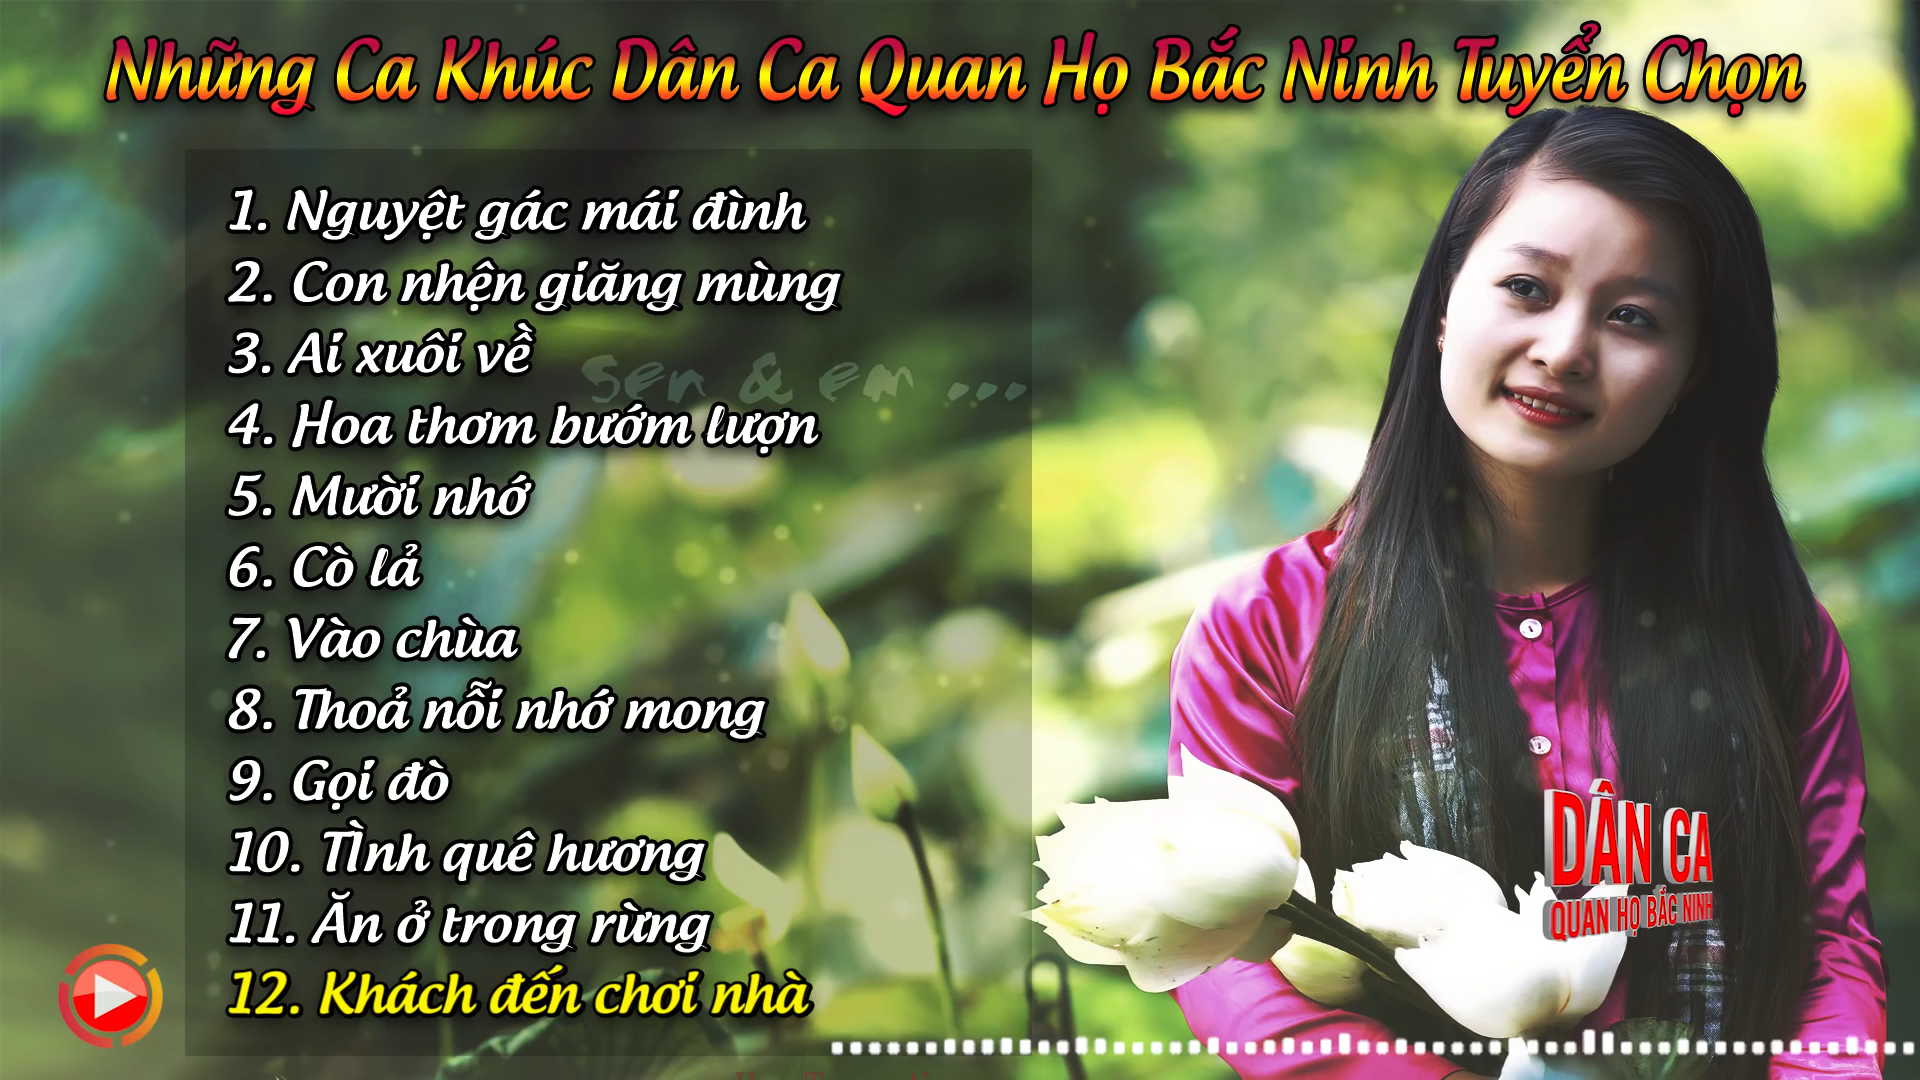 Những Ca Khúc Dân Ca Quan Họ Bắc Ninh Tuyển Chọn
1. Nguyệt gác mái đình
2. Con nhện giăng mùng
3. Ai xuôi về
sen & em ...
4. Hoa thơm bướm lượn
5. Mười nhớ
6. Cò lả
7. Vào chùa
8. Thoả nỗi nhớ mong
9. Gọi đò
10. TÌnh quê hương
11. Ăn ở trong rừng
12. Khách đến chơi nhà
DÂN CA
QUAN HỌ BẮC NINH